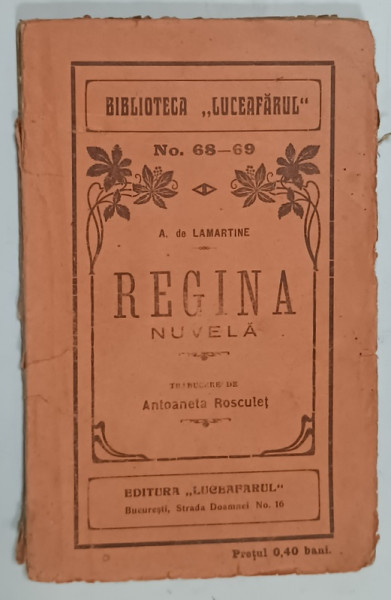 BIBLIOTECA „LUCEAFĂRUL"
No. 68—69
A. de LAMARTINE
REGINA
NUVELĂ
TRADUCERE DE
Antoaneta Rosculeț
EDITURA „LUCEAFARUL"
București, Strada Doamnei No. 16
Prețul 0,40 bani.